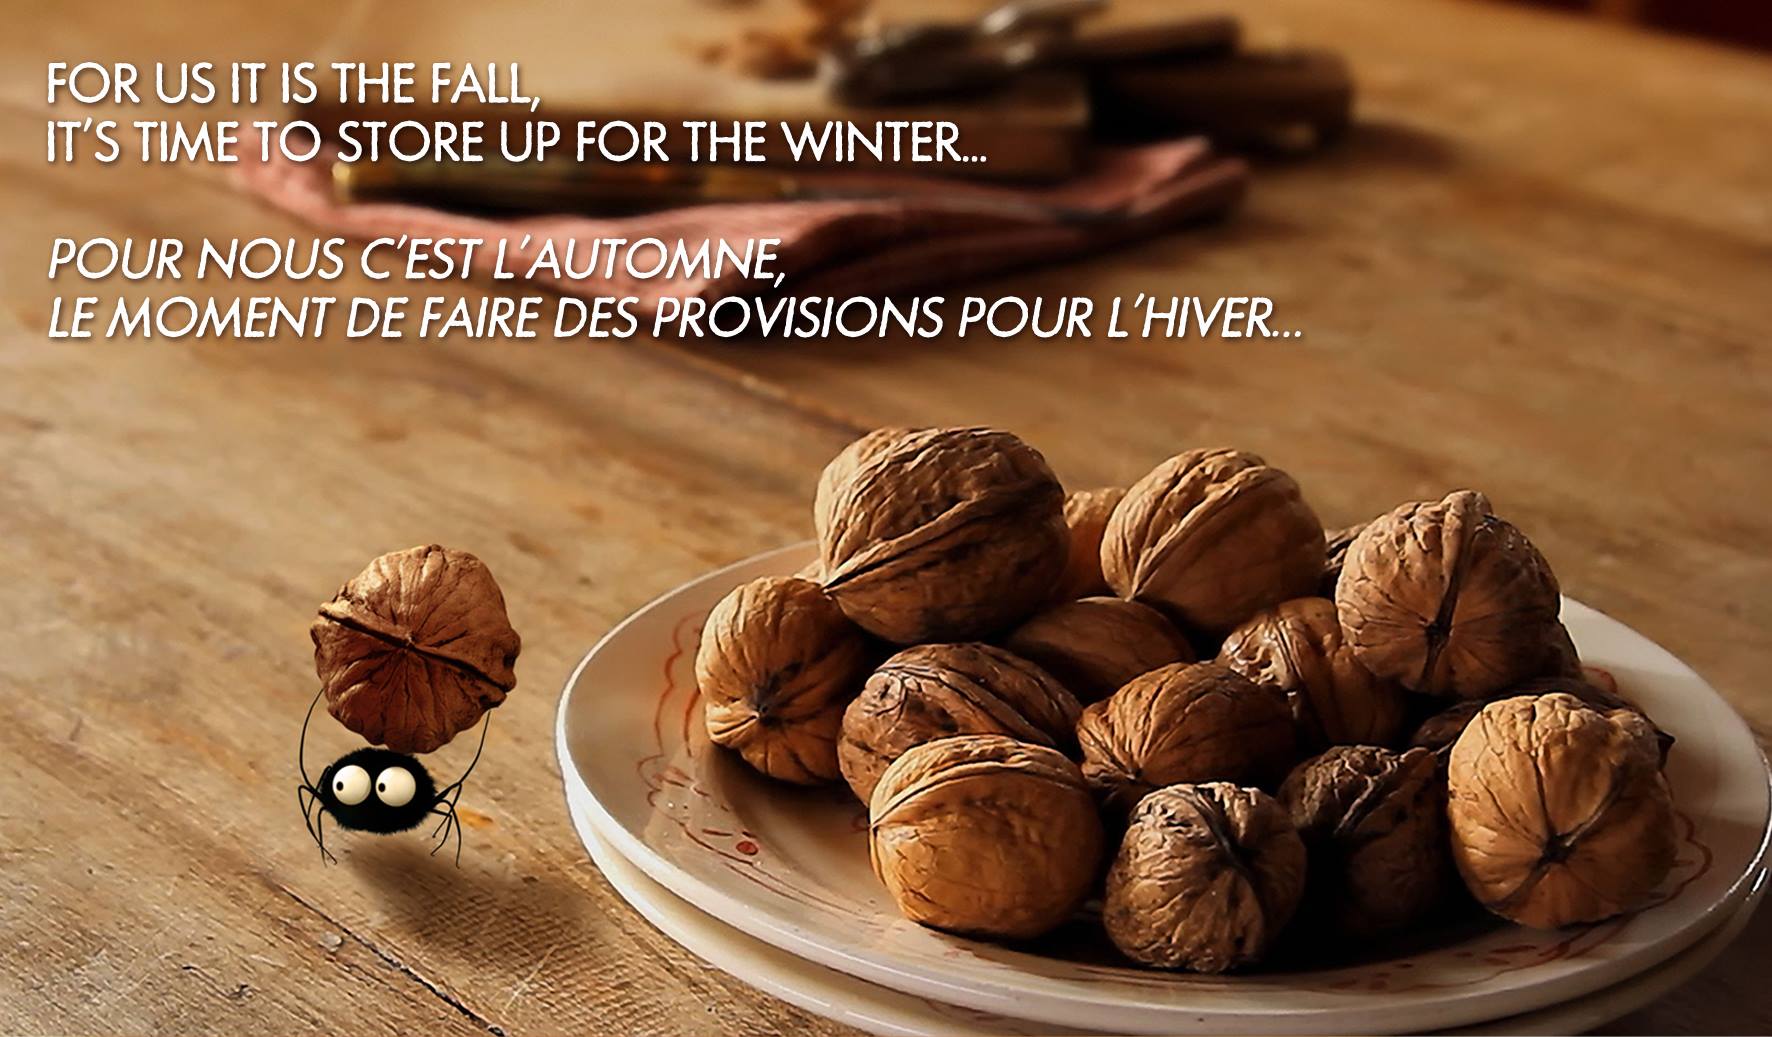 FOR US IT IS THE FALL,
IT'S TIME TO STORE UP FOR THE WINTER...
POUR NOUS C'EST L'AUTOMNE,
LE MOMENT DE FAIRE DES PROVISIONS POUR L'HIVER...